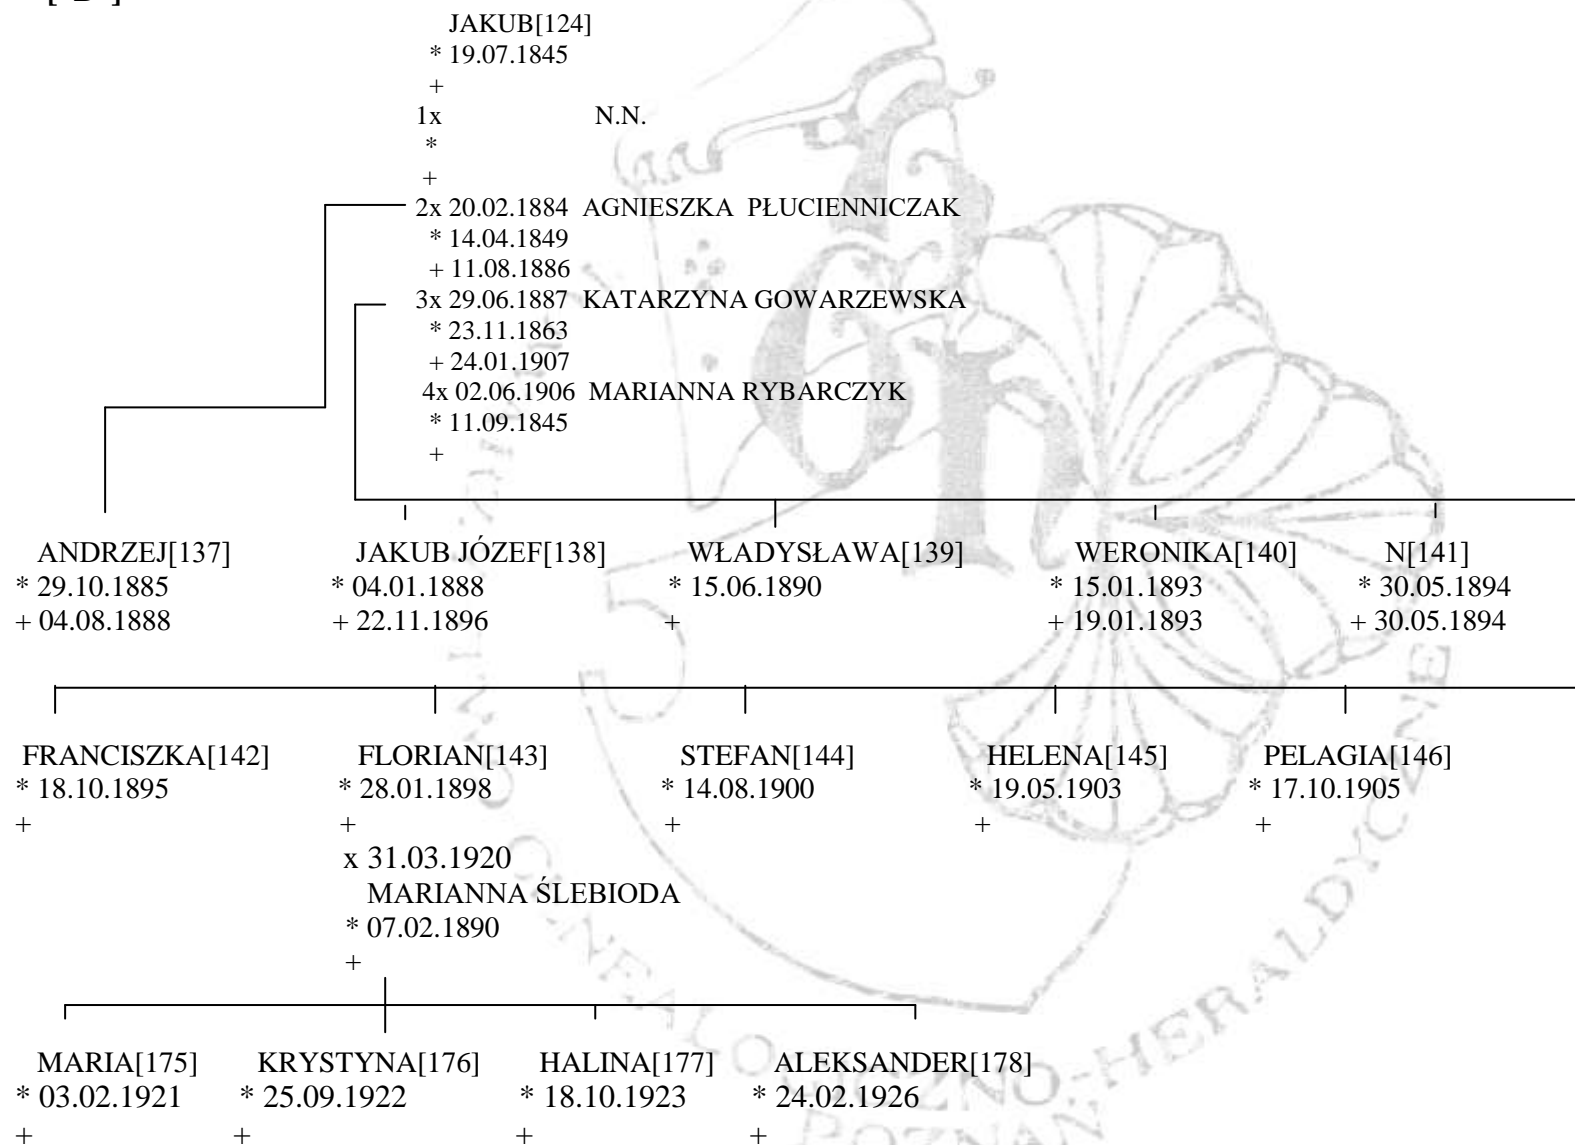 [ B ]
JAKUB[124]
* 19.07.1845
+
1x N.N.
*
+
2x 20.02.1884 AGNIESZKA PŁUCIENNICZAK
* 14.04.1849
+ 11.08.1886
3x 29.06.1887 KATARZYNA GOWARZEWSKA
* 23.11.1863
+ 24.01.1907
4x 02.06.1906 MARIANNA RYBARCZYK
* 11.09.1845
+
ANDRZEJ[137] JAKUB JÓZEF[138] WŁADYSŁAWA[139] WERONIKA[140] N[141]
* 29.10.1885 * 04.01.1888 * 15.06.1890 * 15.01.1893 * 30.05.1894
+ 04.08.1888 + 22.11.1896 + + 19.01.1893 + 30.05.1894
FRANCISZKA[142] FLORIAN[143] STEFAN[144] HELENA[145] PELAGIA[146]
* 18.10.1895 * 28.01.1898 * 14.08.1900 * 19.05.1903 * 17.10.1905
+ + + + +
x 31.03.1920
MARIANNA ŚLEBIODA
* 07.02.1890
+
MARIA[175] KRYSTYNA[176] HALINA[177] ALEKSANDER[178]
* 03.02.1921 * 25.09.1922 * 18.10.1923 * 24.02.1926
+ + + +